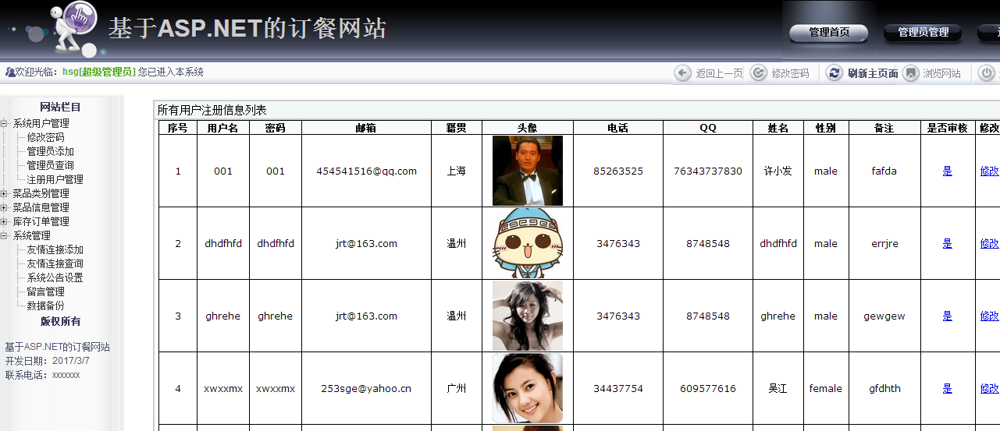 基于ASP.NET的订餐网站
管理首页 管理员管理
欢迎光临：hsg[超级管理员] 您已进入本系统 返回上一页 修改密码 刷新主页面 浏览网站
网站栏目
系统用户管理
修改密码
管理员添加
管理员查询
注册用户管理
菜品类别管理
菜品信息管理
库存订单管理
系统管理
友情连接添加
友情连接查询
系统公告设置
留言管理
数据备份
版权所有
基于ASP.NET的订餐网站
开发日期：2017/3/7
联系电话：xxxxxxx
所有用户注册信息列表
序号 用户名 密码 邮箱 籍贯 头像 电话 QQ 姓名 性别 备注 是否审核 修改
1 001 001 454541516@qq.com 上海 85263525 76343737830 许小发 male fafda 是 修改
2 dhdfhfd dhdfhfd jrt@163.com 温州 3476343 8748548 dhdfhfd male errjre 是 修改
3 ghrehe ghrehe jrt@163.com 温州 3476343 8748548 ghrehe male gewgew 是 修改
4 xwxxmx xwxxmx 253sge@yahoo.cn 广州 34437754 609577616 吴江 female gfdhth 是 修改